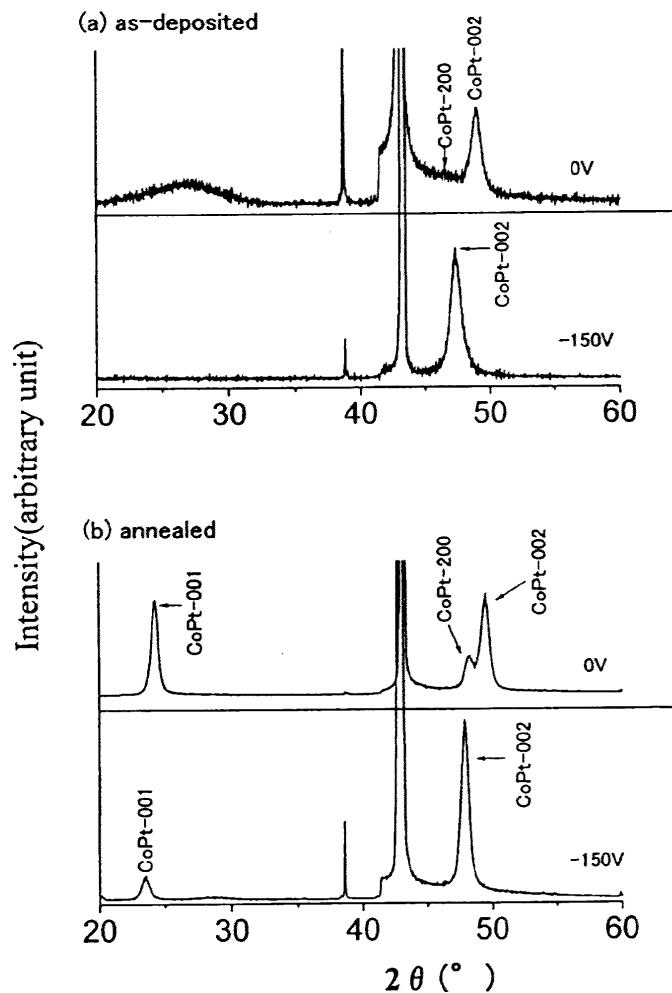 (a) as-deposited
CoPt-200
CoPt-002
0V
CoPt-002
-150V
20 30 40 50 60
Intensity(arbitrary unit)
(b) annealed
CoPt-001
CoPt-200
CoPt-002
0V
CoPt-001
CoPt-002
-150V
20 30 40 50 60
2 θ (°)